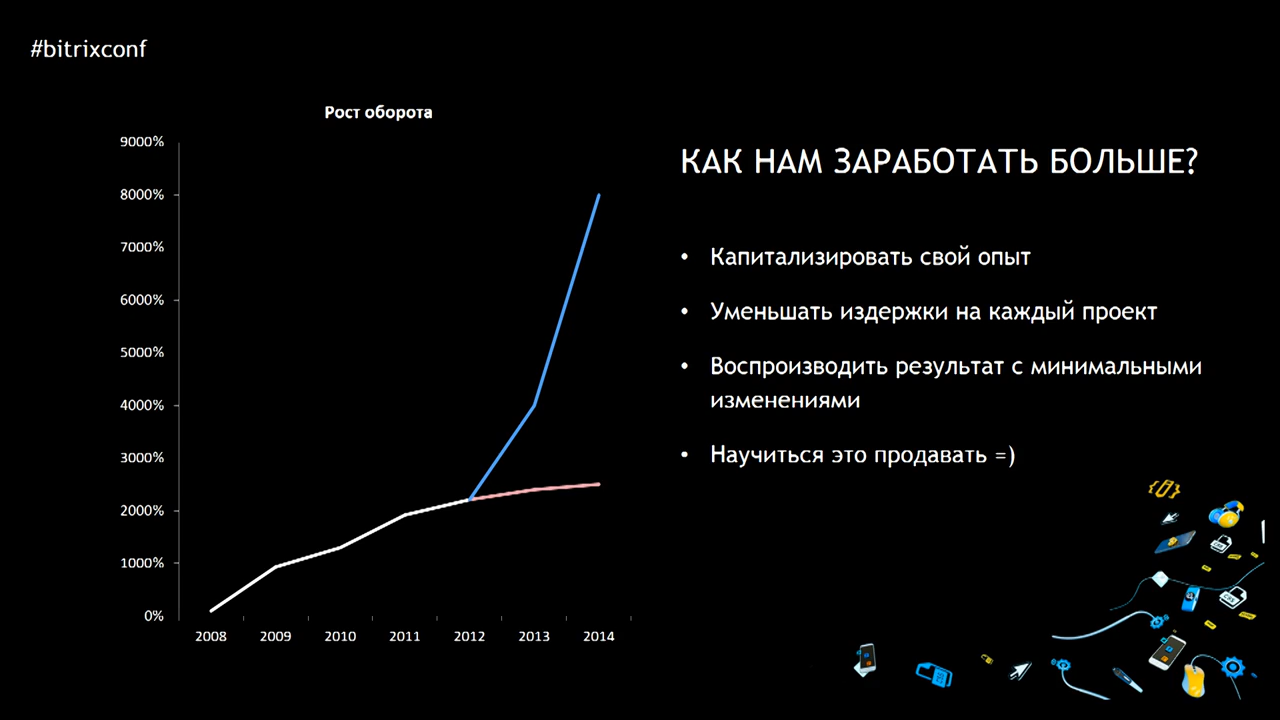 #bitrixconf
Рост оборота
9000%
8000%
7000%
6000%
5000%
4000%
3000%
2000%
1000%
0%
2008 2009 2010 2011 2012 2013 2014
КАК НАМ ЗАРАБОТАТЬ БОЛЬШЕ?
• Капитализировать свой опыт
• Уменьшать издержки на каждый проект
• Воспроизводить результат с минимальными
изменениями
• Научиться это продавать =)